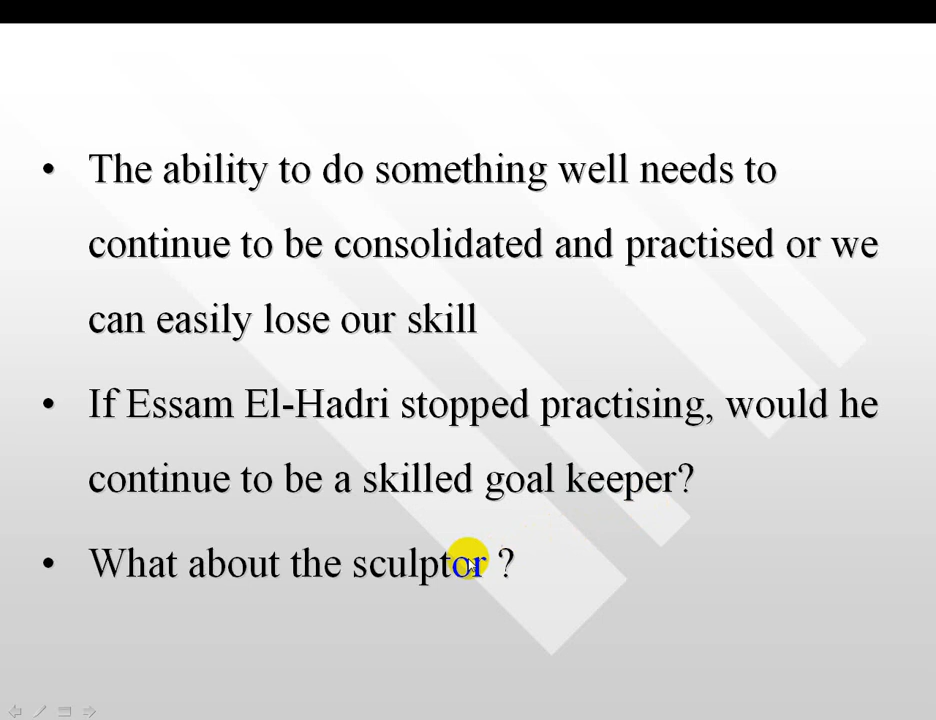 • The ability to do something well needs to
continue to be consolidated and practised or we
can easily lose our skill
• If Essam El-Hadri stopped practising, would he
continue to be a skilled goal keeper?
• What about the sculptor ?